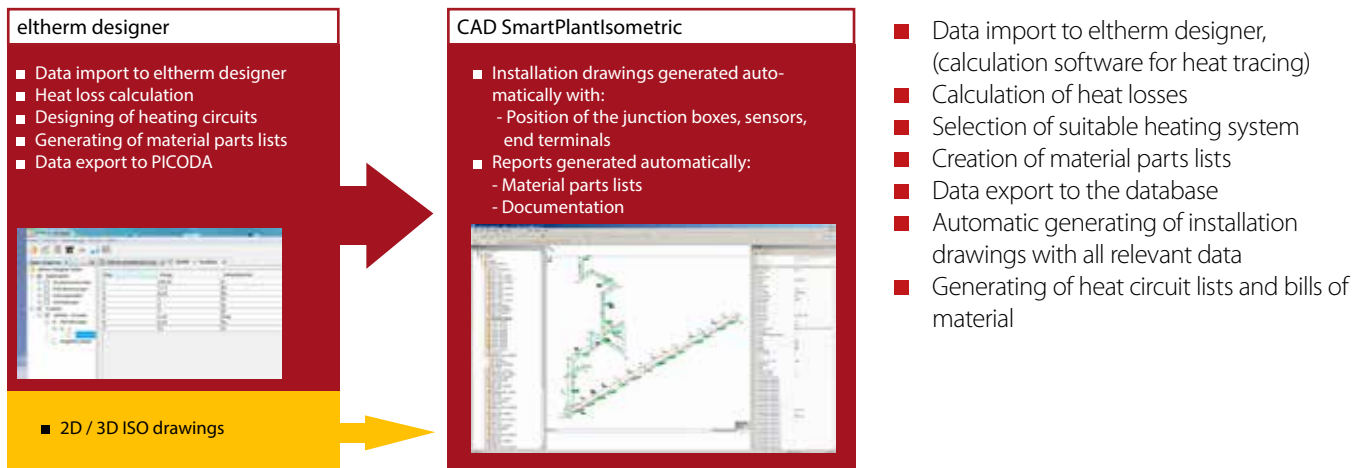 eltherm designer
Data import to eltherm designer
Heat loss calculation
Designing of heating circuits
Generating of material parts lists
Data export to PICODA
2D / 3D ISO drawings
CAD SmartPlantIsometric
Installation drawings generated auto-
matically with:
- Position of the junction boxes, sensors,
end terminals
Reports generated automatically:
- Material parts lists
- Documentation
Data import to eltherm designer,
(calculation software for heat tracing)
Calculation of heat losses
Selection of suitable heating system
Creation of material parts lists
Data export to the database
Automatic generating of installation
drawings with all relevant data
Generating of heat circuit lists and bills of
material